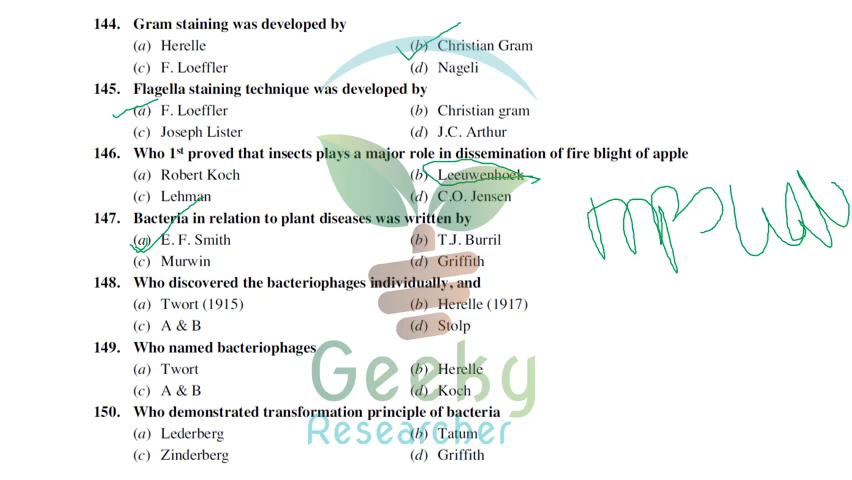 144. Gram staining was developed by
(a) Herelle (b) Christian Gram
(c) F. Loeffler (d) Nageli
145. Flagella staining technique was developed by
(a) F. Loeffler (b) Christian gram
(c) Joseph Lister (d) J.C. Arthur
146. Who 1st proved that insects plays a major role in dissemination of fire blight of apple
(a) Robert Koch (b) Leeuwenhoek
(c) Lehman (d) C.O. Jensen
147. Bacteria in relation to plant diseases was written by
(a) E. F. Smith (b) T.J. Burril
(c) Murwin (d) Griffith
148. Who discovered the bacteriophages individually, and
(a) Twort (1915) (b) Herelle (1917)
(c) A & B (d) Stolp
149. Who named bacteriophages
(a) Twort (b) Herelle
(c) A & B (d) Koch
Geeky
150. Who demonstrated transformation principle of bacteria
Researcher
(a) Lederberg (b) Tatum
(c) Zinderberg (d) Griffith